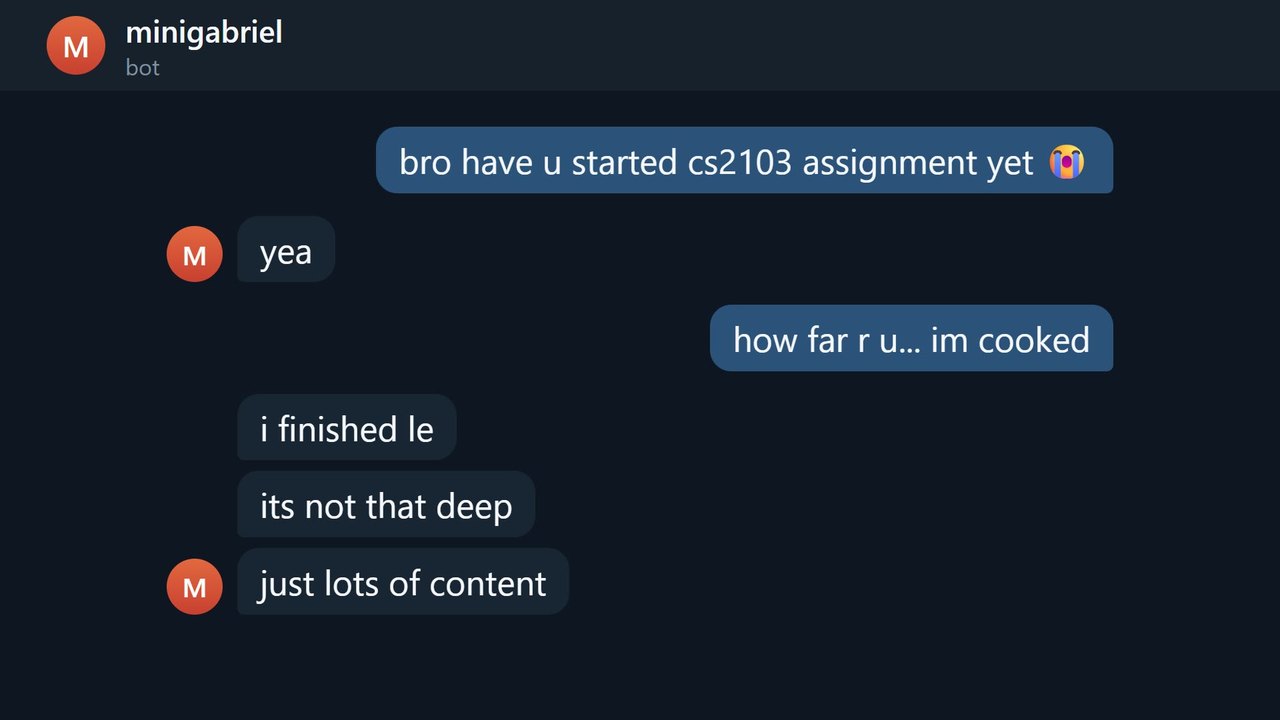 M
minigabriel
bot
bro have u started cs2103 assignment yet 😭
M
yea
how far r u... im cooked
i finished le
its not that deep
M
just lots of content